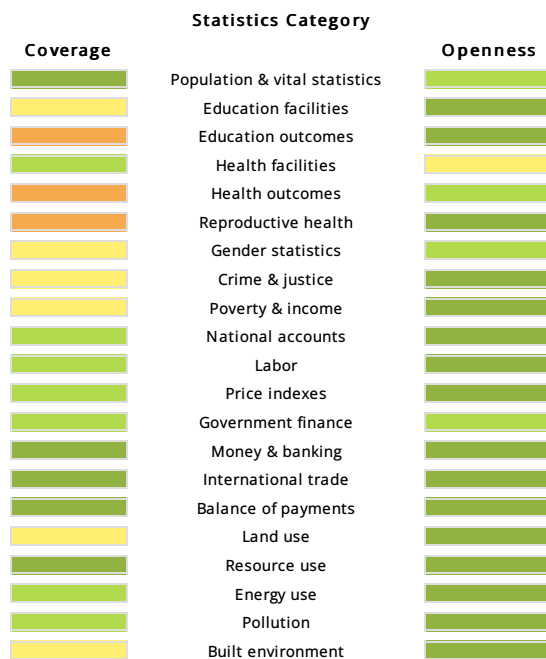 Statistics Category
Coverage
Openness
Population & vital statistics
Education facilities
Education outcomes
Health facilities
Health outcomes
Reproductive health
Gender statistics
Crime & justice
Poverty & income
National accounts
Labor
Price indexes
Government finance
Money & banking
International trade
Balance of payments
Land use
Resource use
Energy use
Pollution
Built environment